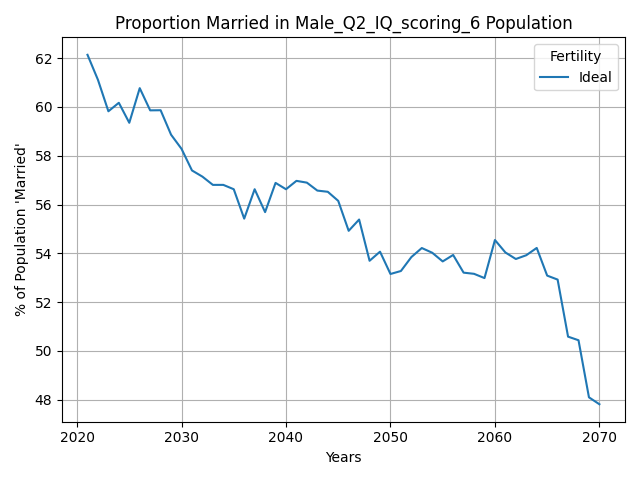 Proportion Married in Male_Q2_IQ_scoring_6 Population
Fertility
Ideal
% of Population 'Married'
62
60
58
56
54
52
50
48
2020
2030
2040
2050
2060
2070
Years